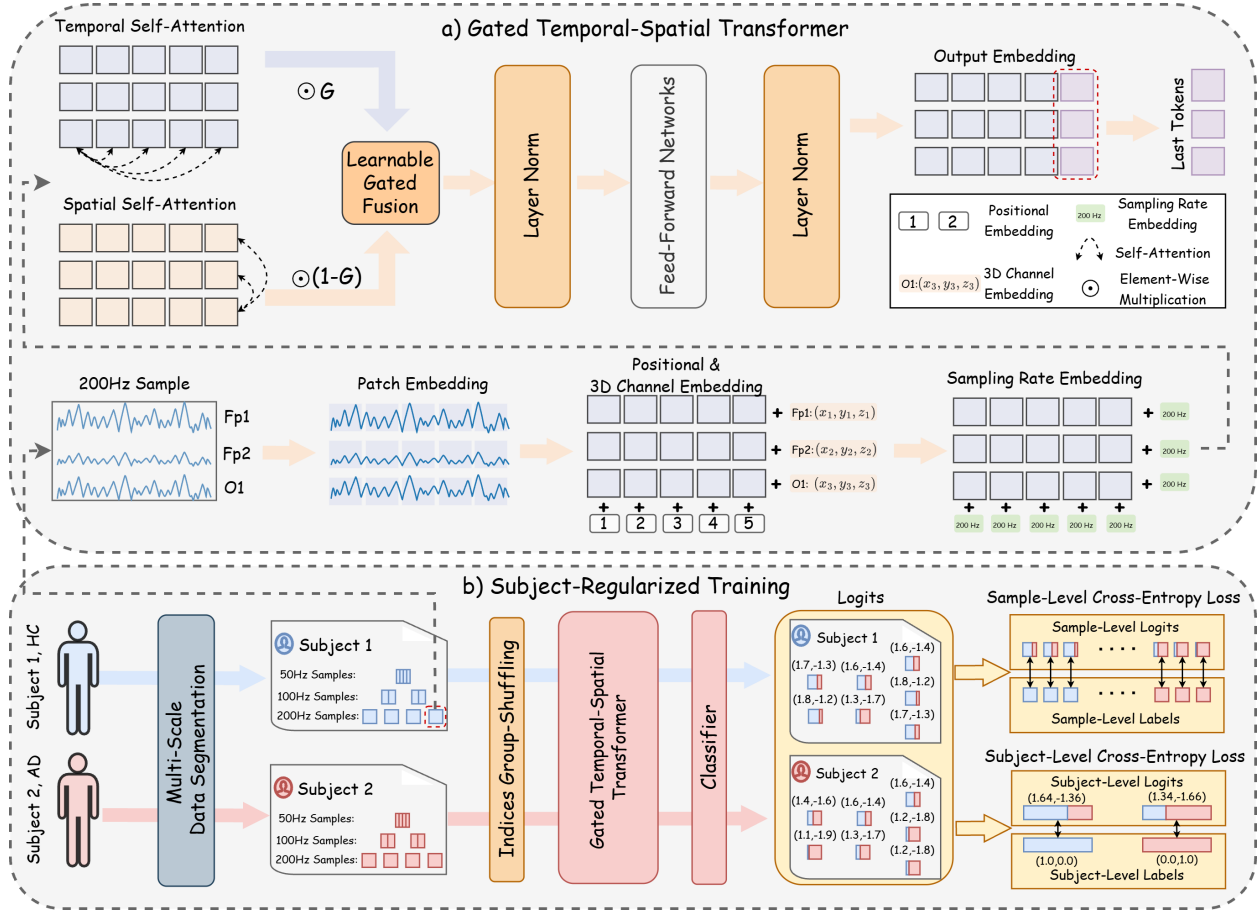 a) Gated Temporal-Spatial Transformer
Temporal Self-Attention
⊙ G
Spatial Self-Attention
⊙(1-G)
Learnable
Gated
Fusion
Layer Norm
Feed-Forward Networks
Layer Norm
Output Embedding
Last Tokens
1 2 Positional
Embedding
200 Hz Sampling Rate
Embedding
Self-Attention
O1:(x₃, y₃, z₃) 3D Channel
Embedding
⊙ Element-Wise
Multiplication
200Hz Sample
Fp1
Fp2
O1
Patch Embedding
Positional &
3D Channel Embedding
+ Fp1:(x₁, y₁, z₁)
+ Fp2:(x₂, y₂, z₂)
+ O1: (x₃, y₃, z₃)
+ + + + +
1 2 3 4 5
Sampling Rate Embedding
+ 200 Hz
+ 200 Hz
+ 200 Hz
+ + + + +
200 Hz 200 Hz 200 Hz 200 Hz 200 Hz
b) Subject-Regularized Training
Subject 1, HC
Subject 2, AD
Multi-Scale
Data Segmentation
Subject 1
50Hz Samples:
100Hz Samples:
200Hz Samples:
Subject 2
50Hz Samples:
100Hz Samples:
200Hz Samples:
Indices Group-Shuffling
Gated Temporal-Spatial
Transformer
Classifier
Logits
Subject 1
(1.6,-1.4)
(1.7,-1.3) (1.6,-1.4)
(1.8,-1.2)
(1.8,-1.2) (1.3,-1.7)
(1.7,-1.3)
Subject 2
(1.6,-1.4)
(1.4,-1.6) (1.6,-1.4)
(1.2,-1.8)
(1.1,-1.9) (1.3,-1.7)
(1.2,-1.8)
Sample-Level Cross-Entropy Loss
Sample-Level Logits
Sample-Level Labels
Subject-Level Cross-Entropy Loss
Subject-Level Logits
(1.64,-1.36) (1.34,-1.66)
(1.0,0.0) (0.0,1.0)
Subject-Level Labels